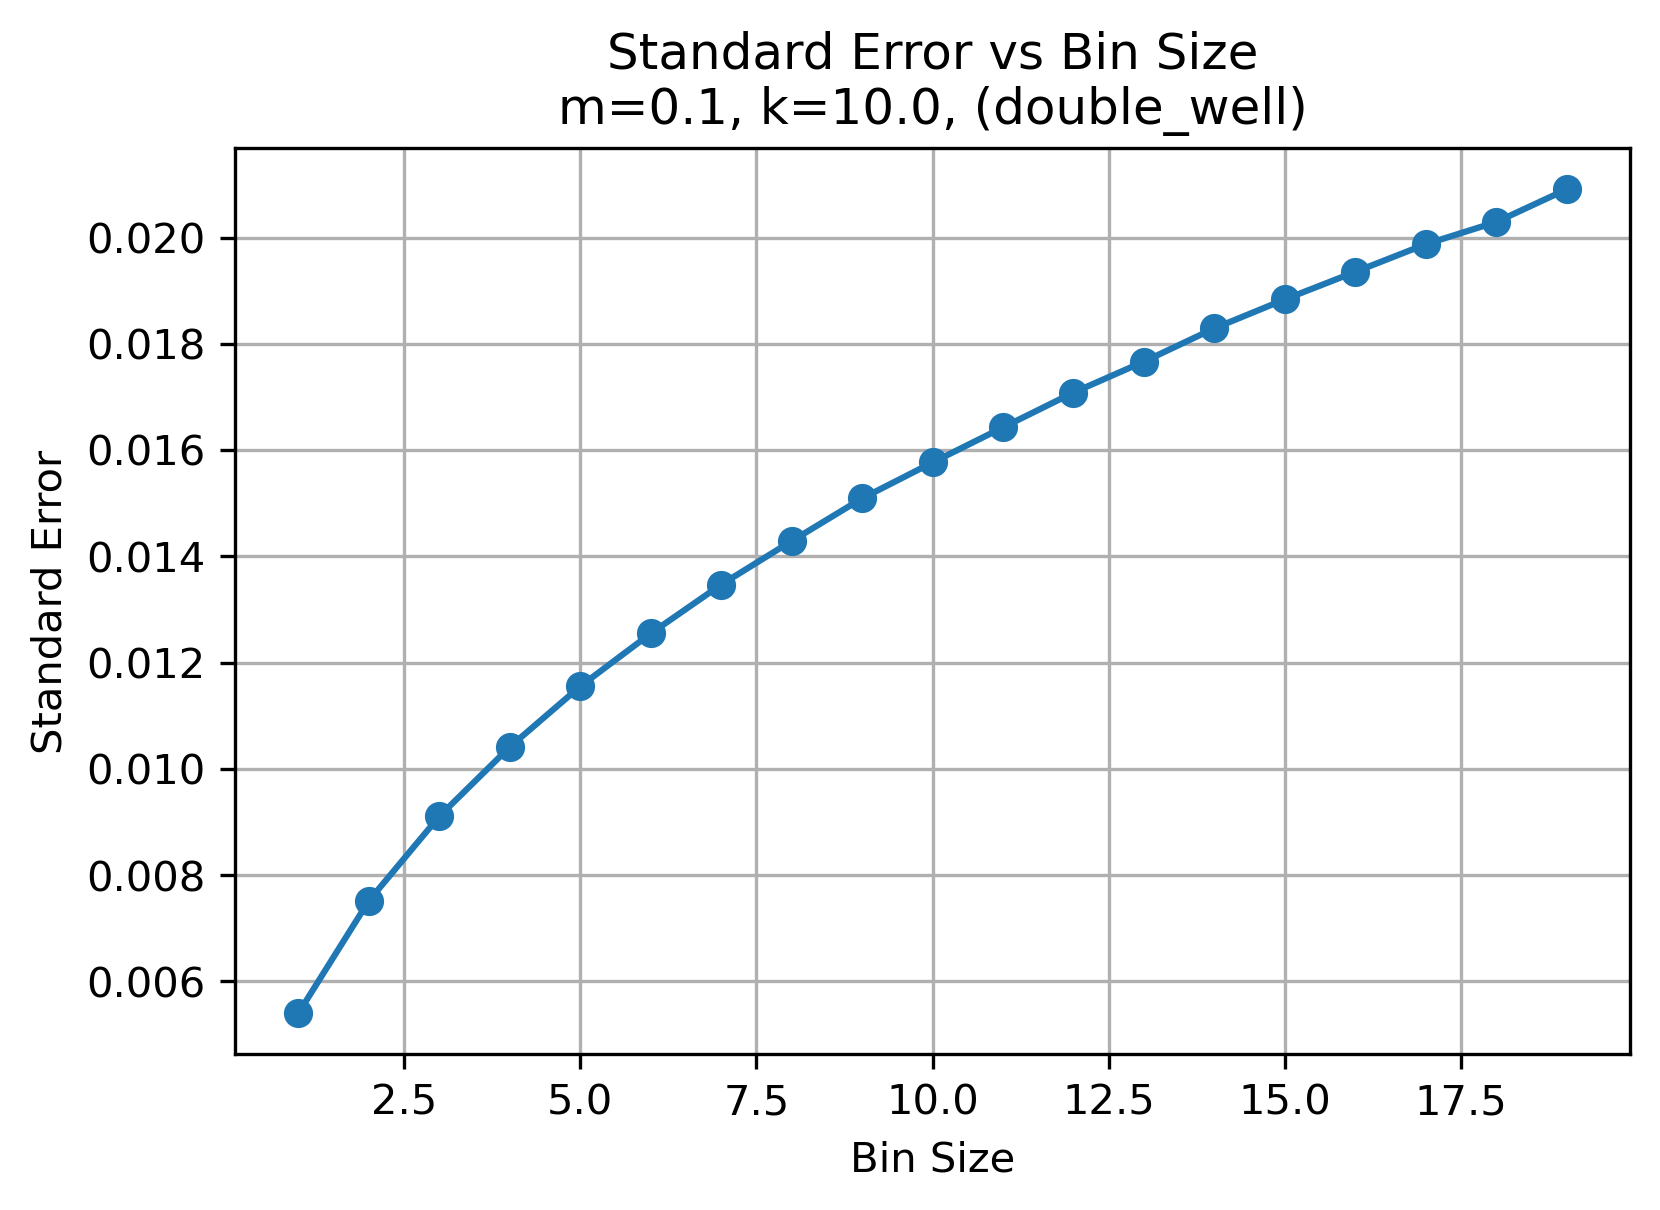 Standard Error vs Bin Size
m=0.1, k=10.0, (double_well)
Standard Error
0.020
0.018
0.016
0.014
0.012
0.010
0.008
0.006
2.5 5.0 7.5 10.0 12.5 15.0 17.5
Bin Size